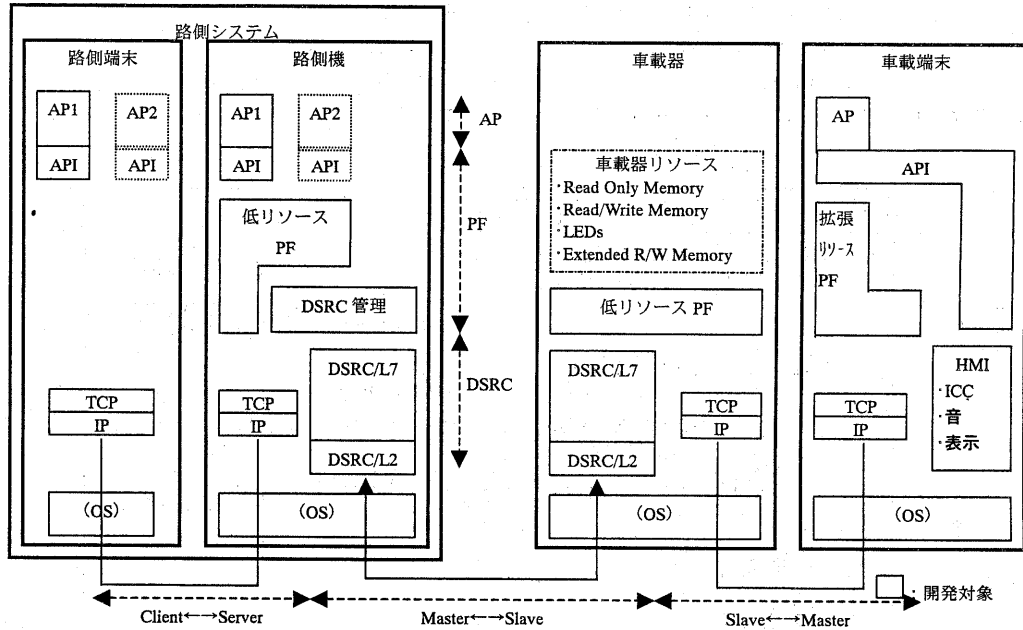 路側システム
路側端末
AP1
AP2
API
API
TCP
IP
(OS)
路側機
AP1
AP2
API
API
低リソース
PF
DSRC 管理
DSRC/L7
TCP
IP
DSRC/L2
(OS)
AP
PF
DSRC
車載器
車載器リソース
・Read Only Memory
・Read/Write Memory
・LEDs
・Extended R/W Memory
低リソース PF
DSRC/L7
TCP
IP
DSRC/L2
(OS)
車載端末
AP
API
拡張
リソース
PF
HMI
・ICC
・音
・表示
TCP
IP
(OS)
Client←→Server
Master←→Slave
Slave←→Master
:開発対象